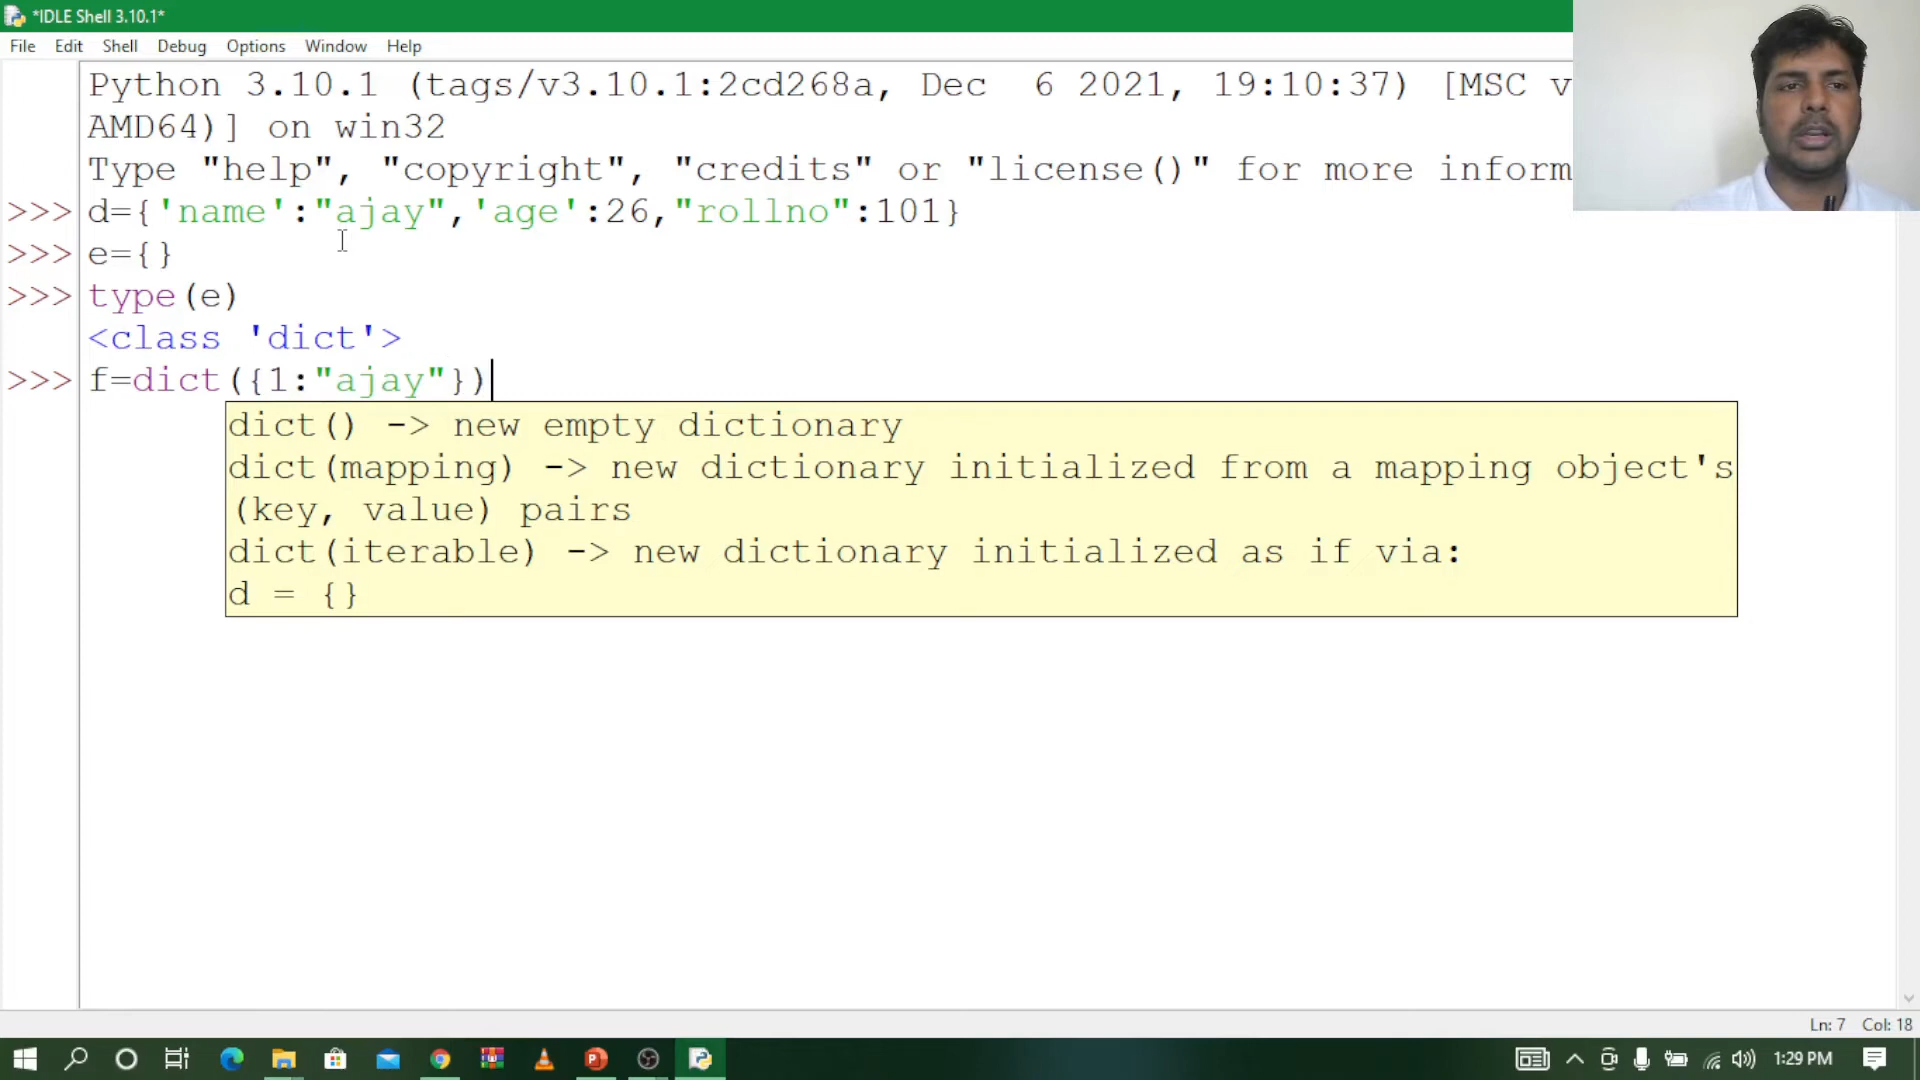 *IDLE Shell 3.10.1*
File Edit Shell Debug Options Window Help
Python 3.10.1 (tags/v3.10.1:2cd268a, Dec  6 2021, 19:10:37) [MSC v
AMD64)] on win32
Type "help", "copyright", "credits" or "license()" for more inform
>>> d={'name':"ajay",'age':26,"rollno":101}
>>> e={}
>>> type(e)
<class 'dict'>
>>> f=dict({1:"ajay"})
dict() -> new empty dictionary
dict(mapping) -> new dictionary initialized from a mapping object's
(key, value) pairs
dict(iterable) -> new dictionary initialized as if via:
d = {}
Ln: 7 Col: 18
1:29 PM